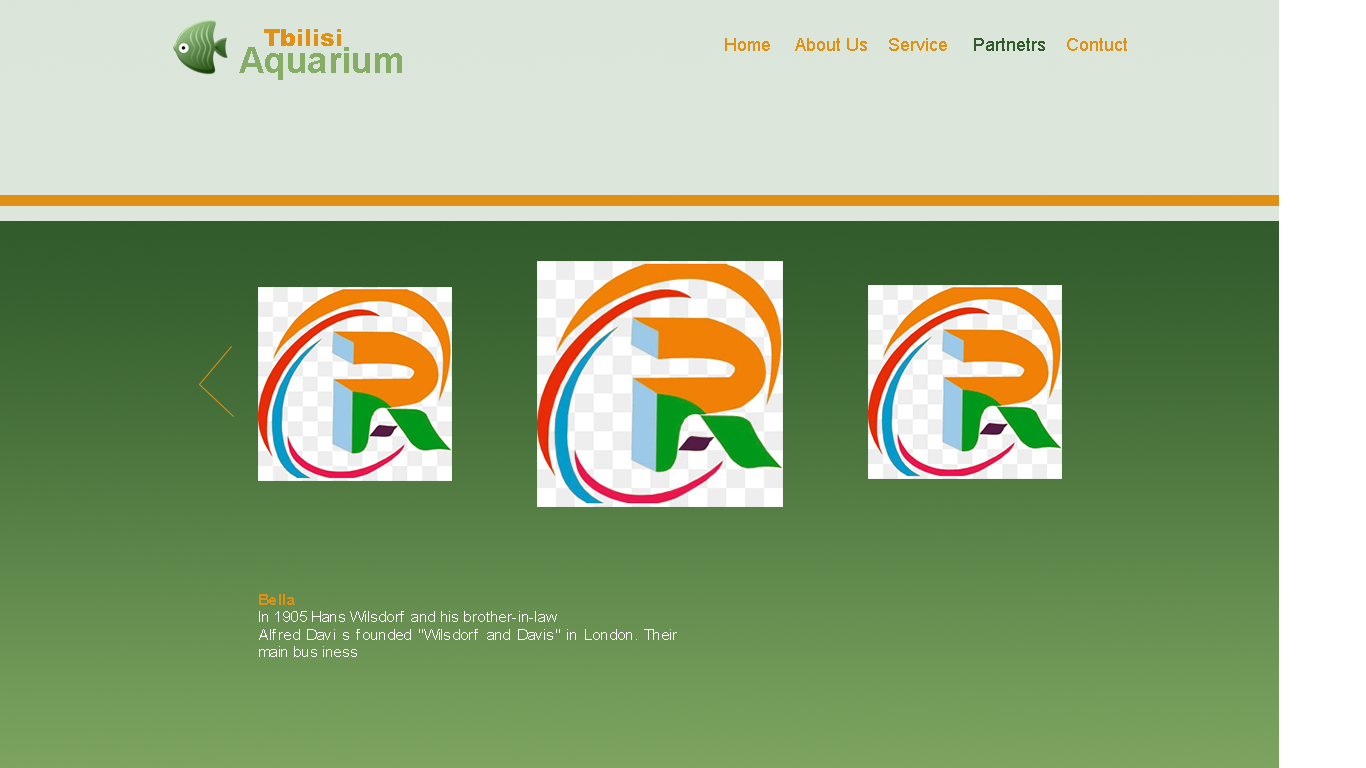 Tbilisi
Aquarium
Home About Us Service Partnetrs Contuct
Bella
In 1905 Hans Wilsdorf and his brother-in-law
Alfred Davi s founded "Wilsdorf and Davis" in London. Their
main bus iness